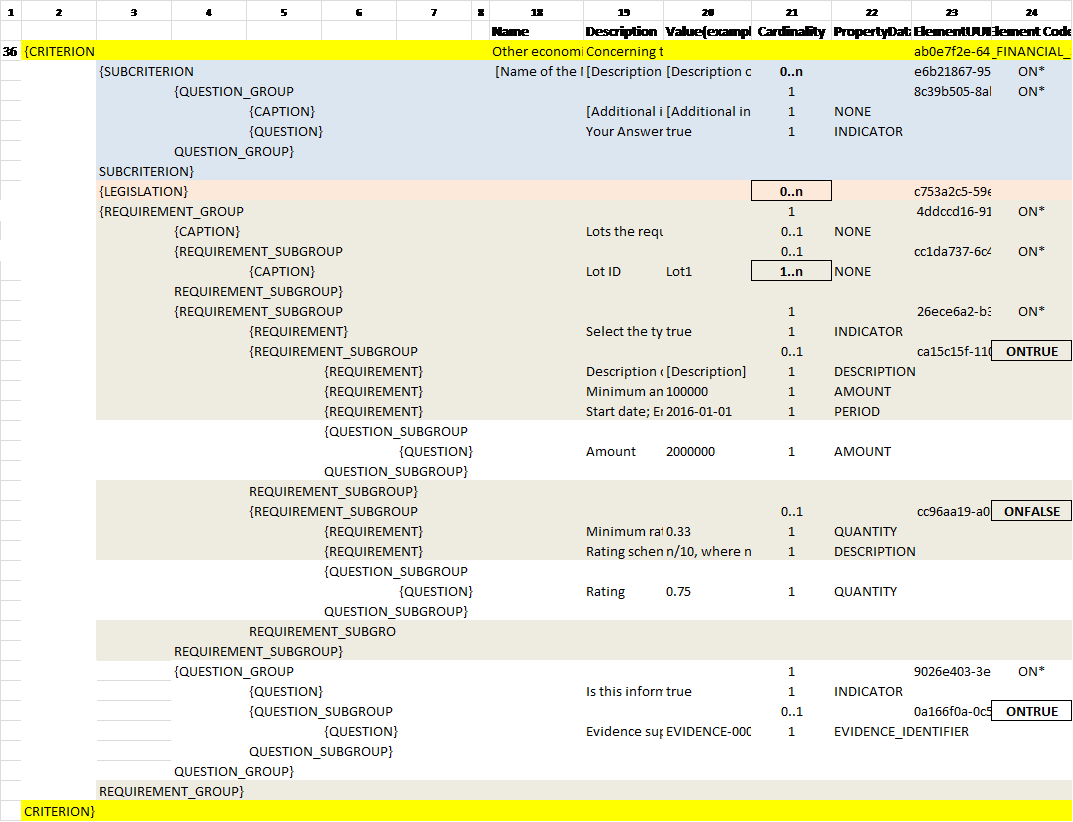 1 2 3 4 5 6 7 8 18 19 20 21 22 23 24
Name Description Value(exampl Cardinality PropertyData ElementUUI Element Code
36 {CRITERION Other economi Concerning t ab0e7f2e-64 _FINANCIAL_
{SUBCRITERION [Name of the [Description [Description o 0..n e6b21867-95 ON*
{QUESTION_GROUP 1 8c39b505-8al ON*
{CAPTION} [Additional i [Additional in 1 NONE
{QUESTION} Your Answer true 1 INDICATOR
QUESTION_GROUP}
SUBCRITERION}
{LEGISLATION} 0..n c753a2c5-59e
{REQUIREMENT_GROUP 1 4ddccd16-91 ON*
{CAPTION} Lots the requ 0..1 NONE
{REQUIREMENT_SUBGROUP 0..1 cc1da737-6c4 ON*
{CAPTION} Lot ID Lot1 1..n NONE
REQUIREMENT_SUBGROUP}
{REQUIREMENT_SUBGROUP 1 26ece6a2-b3 ON*
{REQUIREMENT} Select the ty true 1 INDICATOR
{REQUIREMENT_SUBGROUP 0..1 ca15c15f-110 ONTRUE
{REQUIREMENT} Description o [Description] 1 DESCRIPTION
{REQUIREMENT} Minimum an 100000 1 AMOUNT
{REQUIREMENT} Start date; En 2016-01-01 1 PERIOD
{QUESTION_SUBGROUP
{QUESTION} Amount 2000000 1 AMOUNT
QUESTION_SUBGROUP}
REQUIREMENT_SUBGROUP}
{REQUIREMENT_SUBGROUP 0..1 cc96aa19-a0 ONFALSE
{REQUIREMENT} Minimum rat 0.33 1 QUANTITY
{REQUIREMENT} Rating schem n/10, where n 1 DESCRIPTION
{QUESTION_SUBGROUP
{QUESTION} Rating 0.75 1 QUANTITY
QUESTION_SUBGROUP}
REQUIREMENT_SUBGRO
REQUIREMENT_SUBGROUP}
{QUESTION_GROUP 1 9026e403-3e ON*
{QUESTION} Is this inform true 1 INDICATOR
{QUESTION_SUBGROUP 0..1 0a166f0a-0c5 ONTRUE
{QUESTION} Evidence sup EVIDENCE-000 1 EVIDENCE_IDENTIFIER
QUESTION_SUBGROUP}
QUESTION_GROUP}
REQUIREMENT_GROUP}
CRITERION}